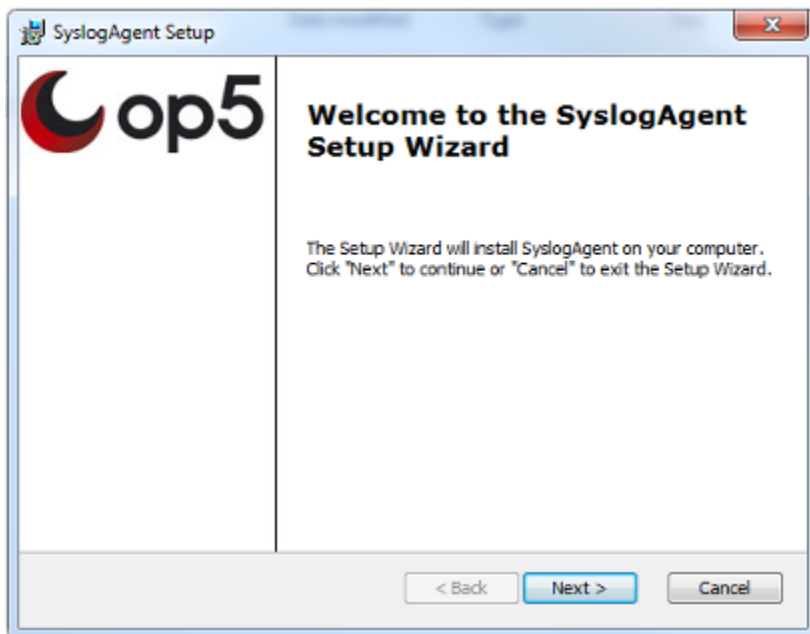 SyslogAgent Setup
op5
Welcome to the SyslogAgent
Setup Wizard
The Setup Wizard will install SyslogAgent on your computer.
Click "Next" to continue or "Cancel" to exit the Setup Wizard.
< Back
Next >
Cancel